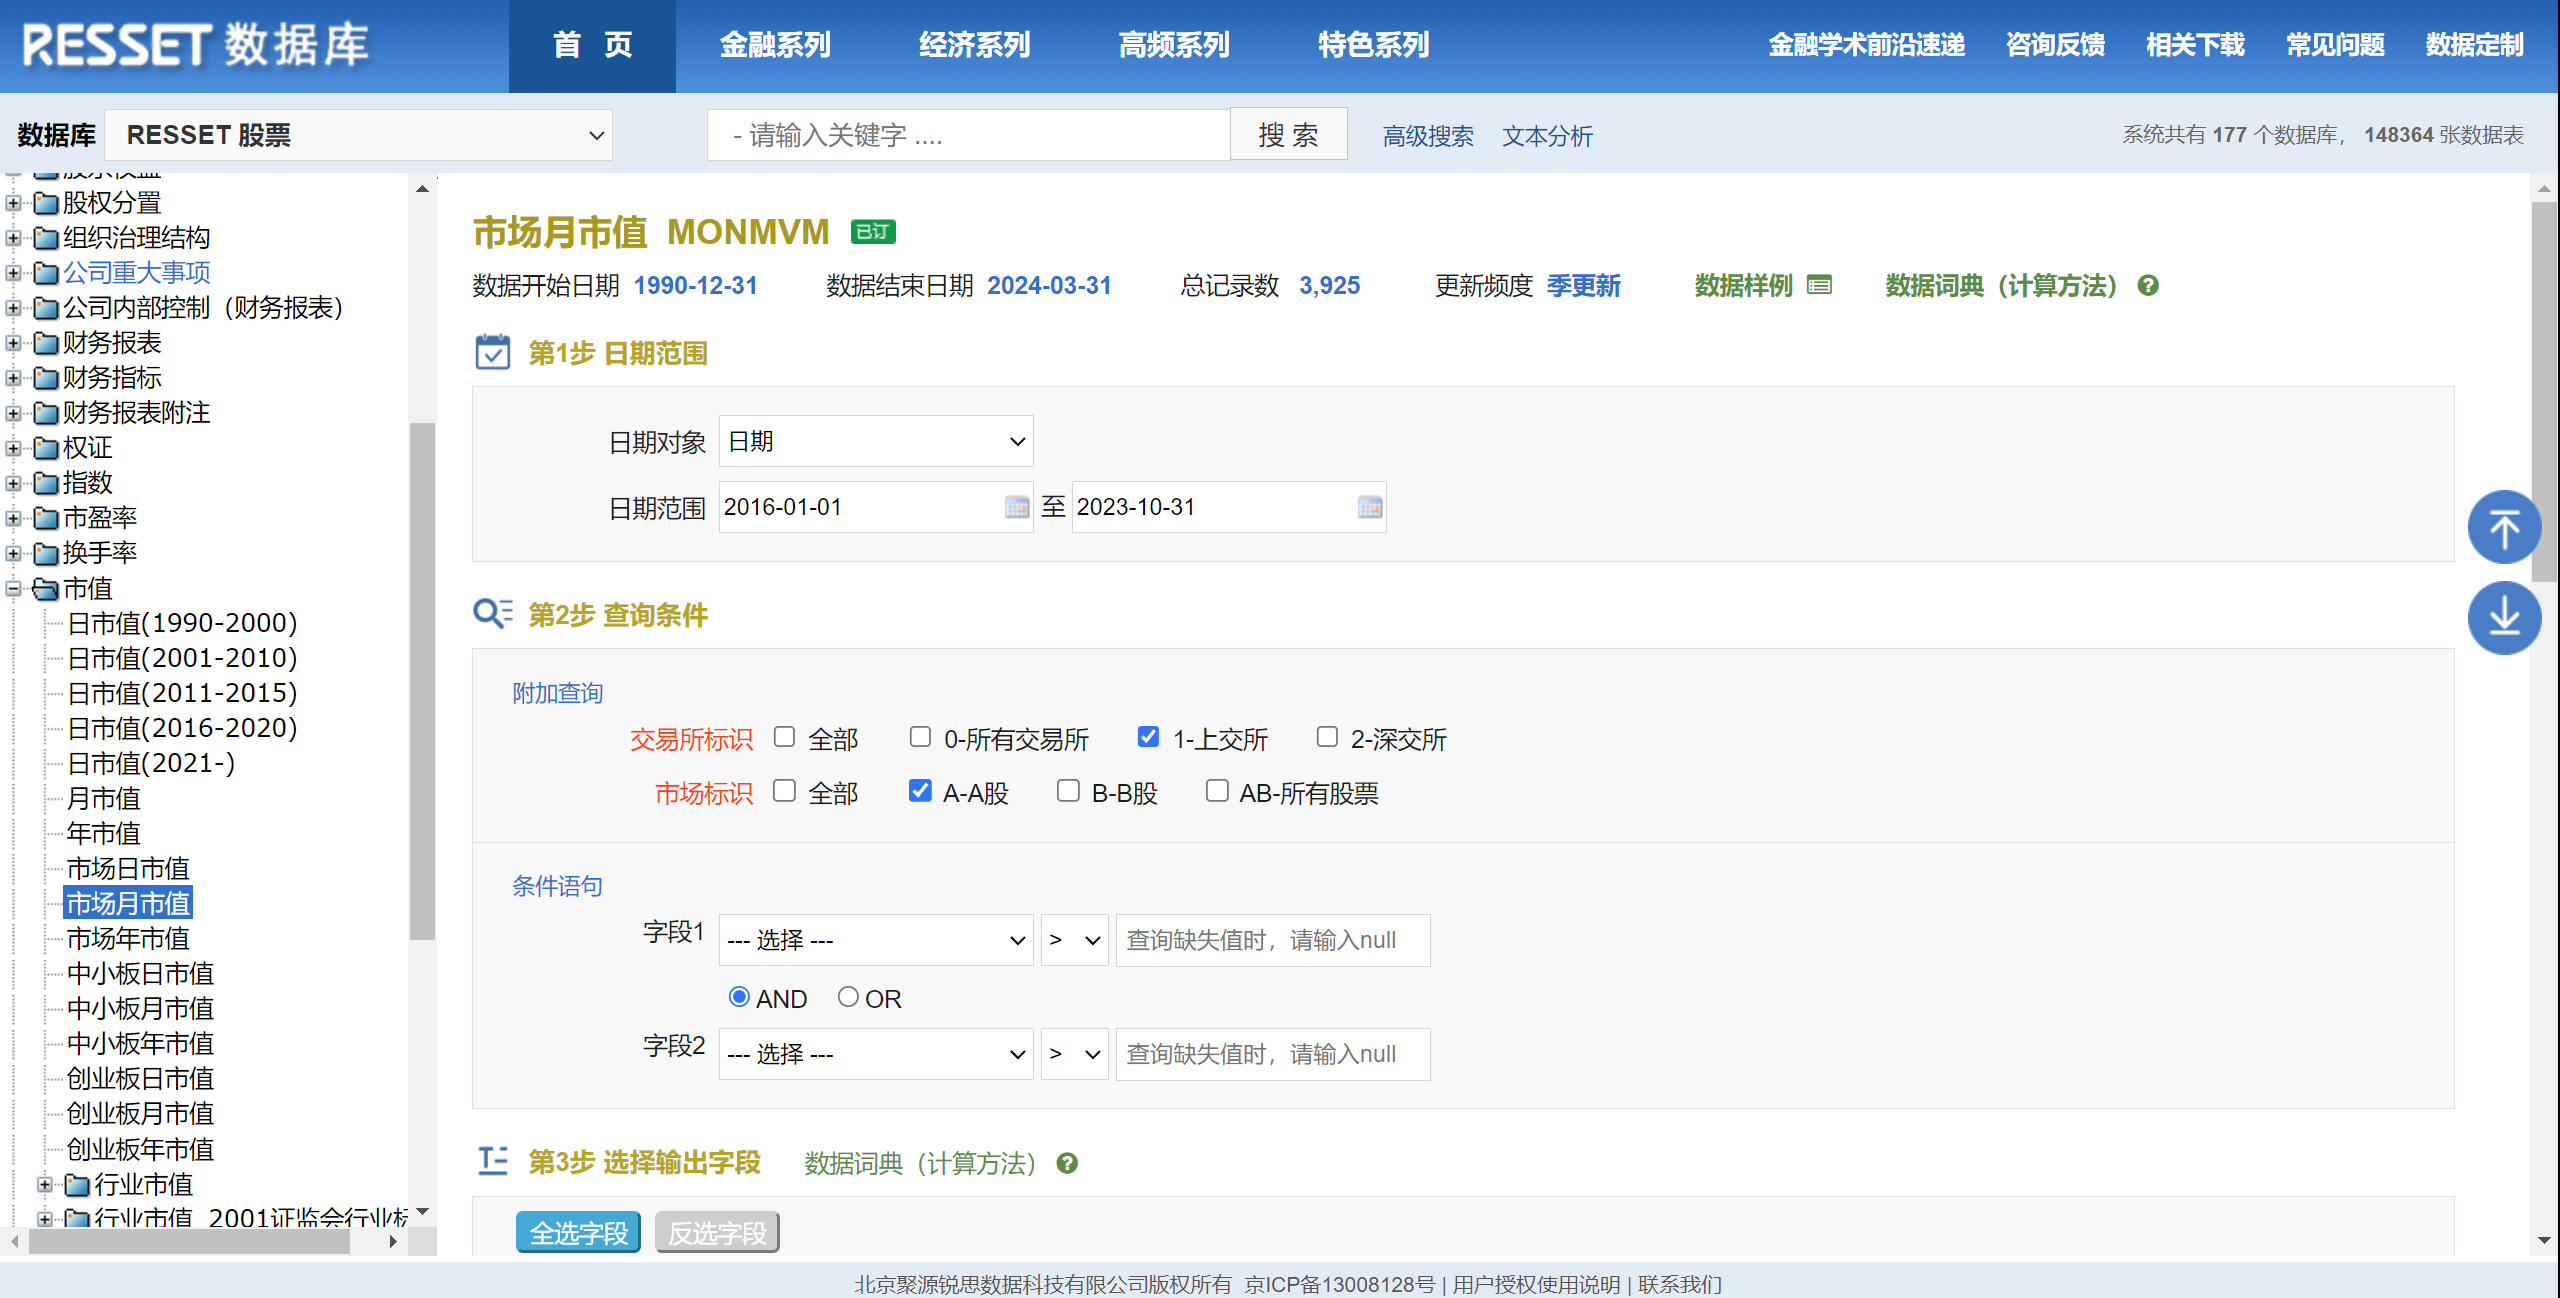 RESSET 数据库
首 页
金融系列
经济系列
高频系列
特色系列
金融学术前沿速递
咨询反馈
相关下载
常见问题
数据定制
数据库 RESSET 股票
- 请输入关键字 ....
搜 索
高级搜索
文本分析
系统共有 177 个数据库， 148364 张数据表
股权分置
组织治理结构
公司重大事项
公司内部控制（财务报表）
财务报表
财务指标
财务报表附注
权证
指数
市盈率
换手率
市值
日市值(1990-2000)
日市值(2001-2010)
日市值(2011-2015)
日市值(2016-2020)
日市值(2021-)
月市值
年市值
市场日市值
市场月市值
市场年市值
中小板日市值
中小板月市值
中小板年市值
创业板日市值
创业板月市值
创业板年市值
行业市值
行业市值_2001证监会行业标
市场月市值 MONMVM 已订
数据开始日期 1990-12-31 数据结束日期 2024-03-31 总记录数 3,925 更新频度 季更新 数据样例 数据词典（计算方法）
第1步 日期范围
日期对象 日期
日期范围 2016-01-01 至 2023-10-31
第2步 查询条件
附加查询
交易所标识 全部 0-所有交易所 1-上交所 2-深交所
市场标识 全部 A-A股 B-B股 AB-所有股票
条件语句
字段1 --- 选择 --- > 查询缺失值时，请输入null
AND OR
字段2 --- 选择 --- > 查询缺失值时，请输入null
第3步 选择输出字段 数据词典（计算方法）
全选字段 反选字段
北京聚源锐思数据科技有限公司版权所有 京ICP备13008128号 | 用户授权使用说明 | 联系我们